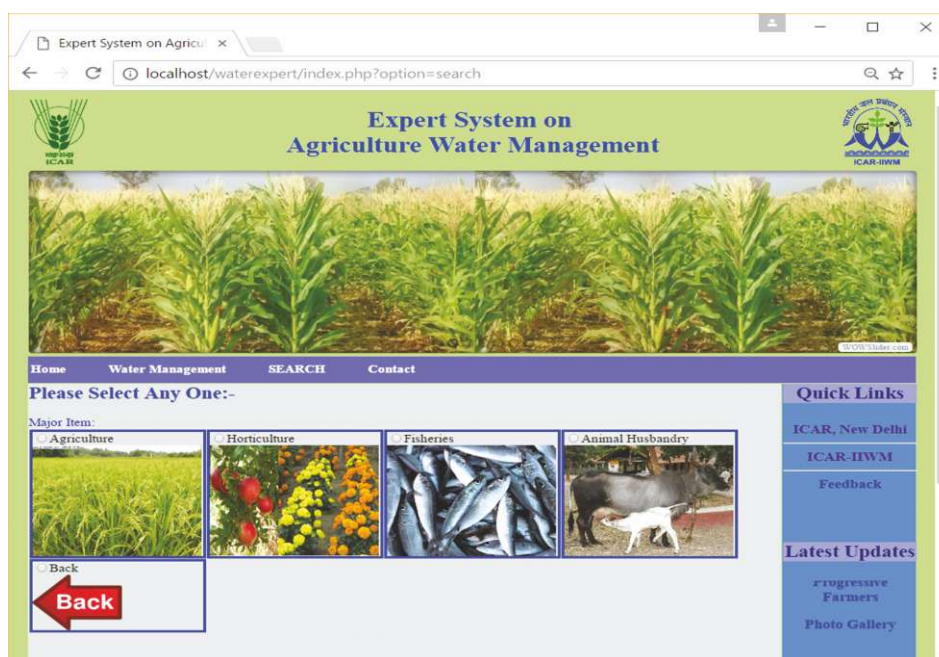 Expert System on Agricul
localhost/waterexpert/index.php?option=search
ICAR
Expert System on
Agriculture Water Management
ICAR-IIWM
WOWSlider.com
Home Water Management SEARCH Contact
Please Select Any One:-
Major Item:
Agriculture Horticulture Fisheries Animal Husbandry
Back
Back
Quick Links
ICAR, New Delhi
ICAR-IIWM
Feedback
Latest Updates
Progressive
Farmers
Photo Gallery